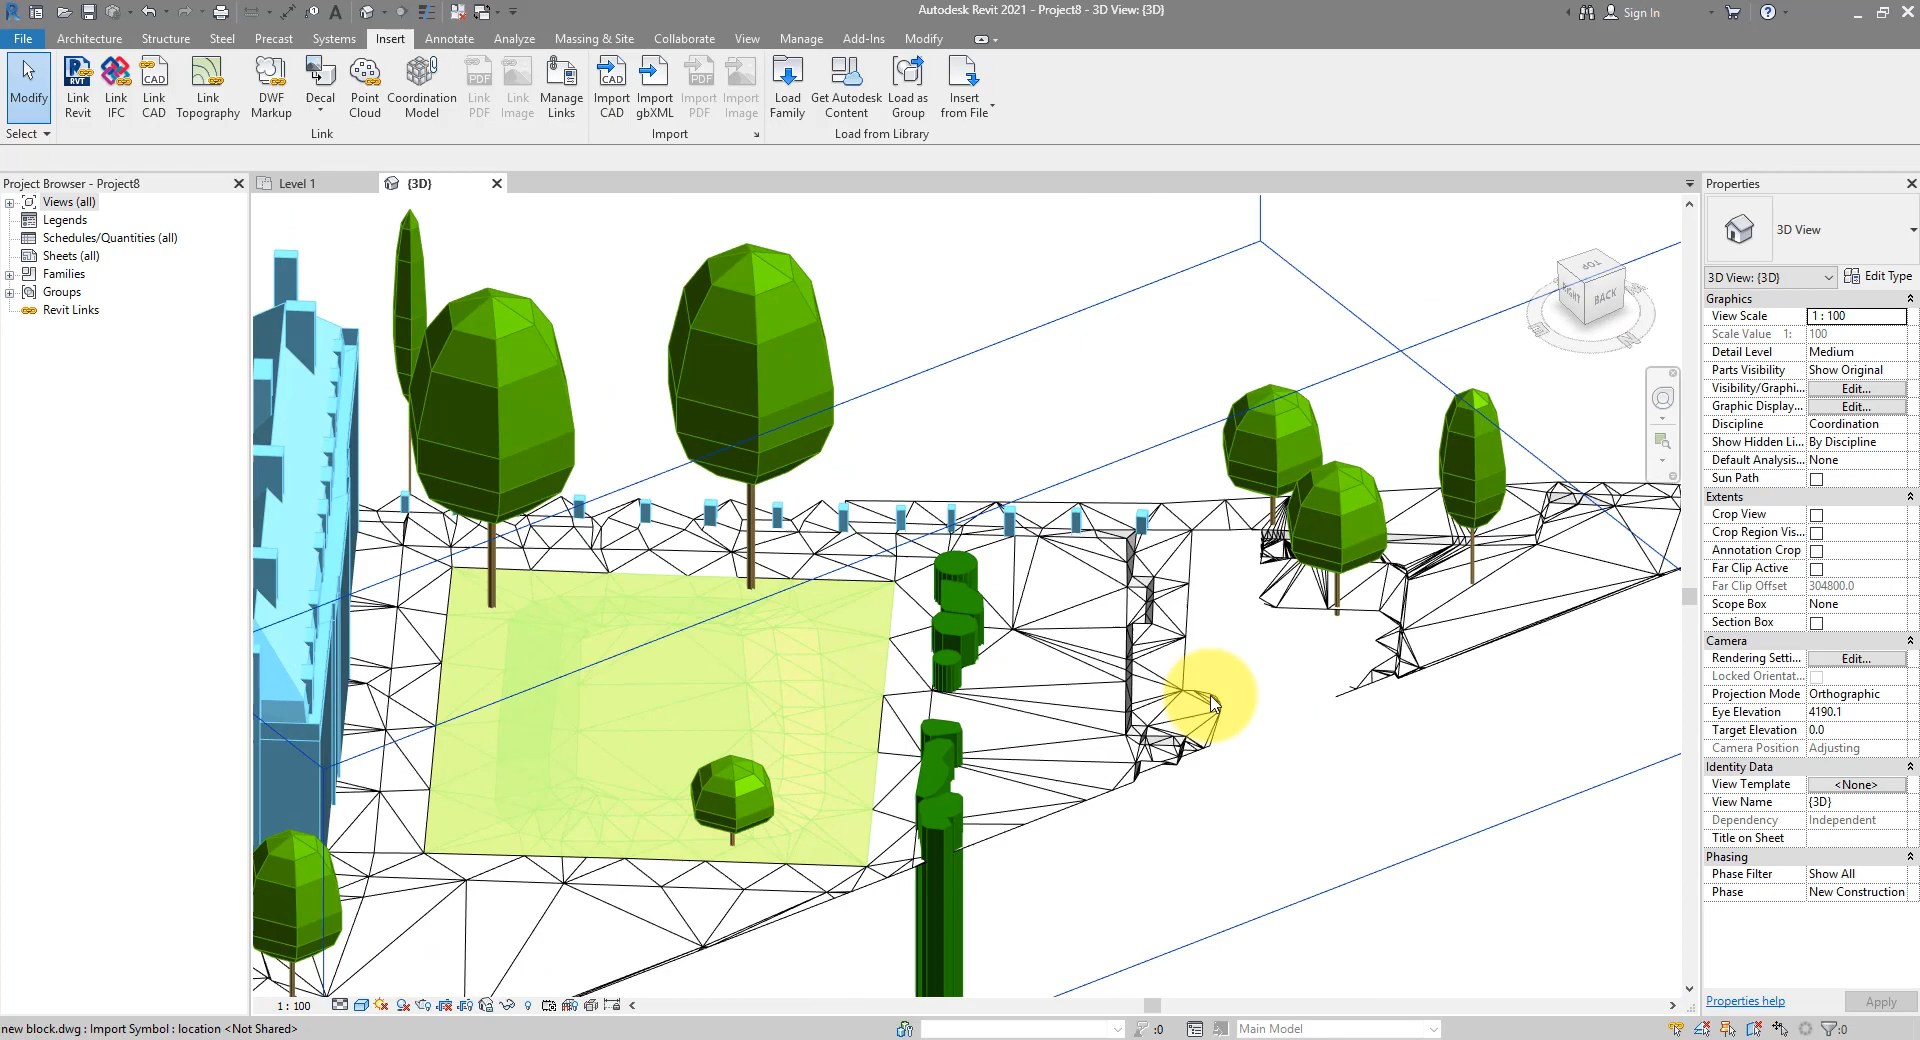 Autodesk Revit 2021 - Project8 - 3D View: {3D}
Sign In
File Architecture Structure Steel Precast Systems Insert Annotate Analyze Massing & Site Collaborate View Manage Add-Ins Modify
Modify
Link Revit
Link IFC
Link CAD
Link Topography
DWF Markup
Decal
Point Cloud
Coordination Model
Link PDF
Link Image
Manage Links
Import CAD
Import gbXML
Import PDF
Import Image
Load Family
Get Autodesk Content
Load as Group
Insert from File
Select
Link
Import
Load from Library
Project Browser - Project8
Views (all)
Legends
Schedules/Quantities (all)
Sheets (all)
Families
Groups
Revit Links
Level 1
{3D}
TOP
RIGHT
BACK
Properties
3D View
3D View: {3D}
Edit Type
Graphics
View Scale 1 : 100
Scale Value 1: 100
Detail Level Medium
Parts Visibility Show Original
Visibility/Graphi... Edit...
Graphic Display... Edit...
Discipline Coordination
Show Hidden Li... By Discipline
Default Analysis... None
Sun Path
Extents
Crop View
Crop Region Vis...
Annotation Crop
Far Clip Active
Far Clip Offset 304800.0
Scope Box None
Section Box
Camera
Rendering Setti... Edit...
Locked Orientat...
Projection Mode Orthographic
Eye Elevation 4190.1
Target Elevation 0.0
Camera Position Adjusting
Identity Data
View Template <None>
View Name {3D}
Dependency Independent
Title on Sheet
Phasing
Phase Filter Show All
Phase New Construction
Properties help
Apply
1 : 100
new block.dwg : Import Symbol : location <Not Shared>
:0
Main Model
:0